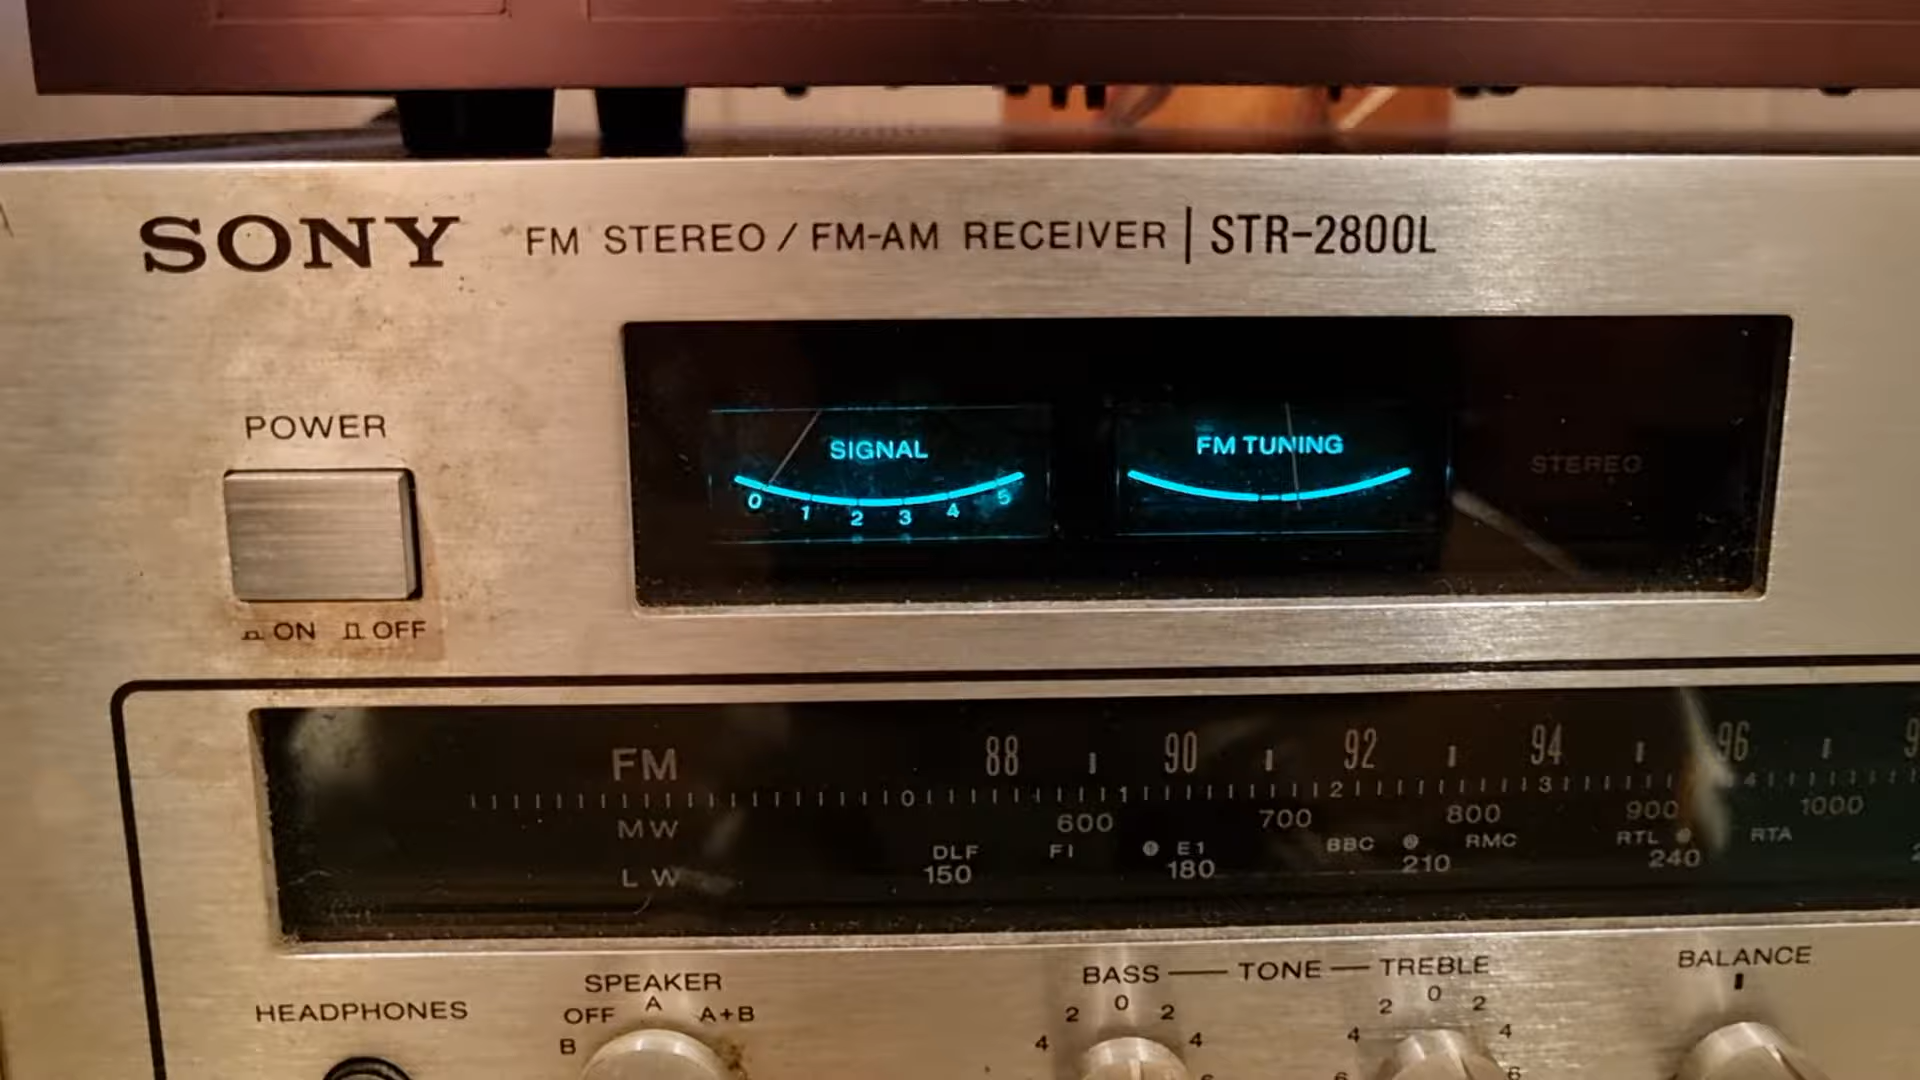 SONY FM STEREO / FM-AM RECEIVER | STR-2800L
POWER
SIGNAL
0 1 2 3 4 5
FM TUNING
STEREO
ON OFF
FM 88 90 92 94 96
0 1 2 3 4
MW 600 700 800 900 1000
DLF FI E1 BBC RMC RTL RTA
LW 150 180 210 240
HEADPHONES
SPEAKER
B OFF A A+B
BASS — TONE — TREBLE
4 2 0 2 4 6
6 4 2 0 2 4 6
BALANCE